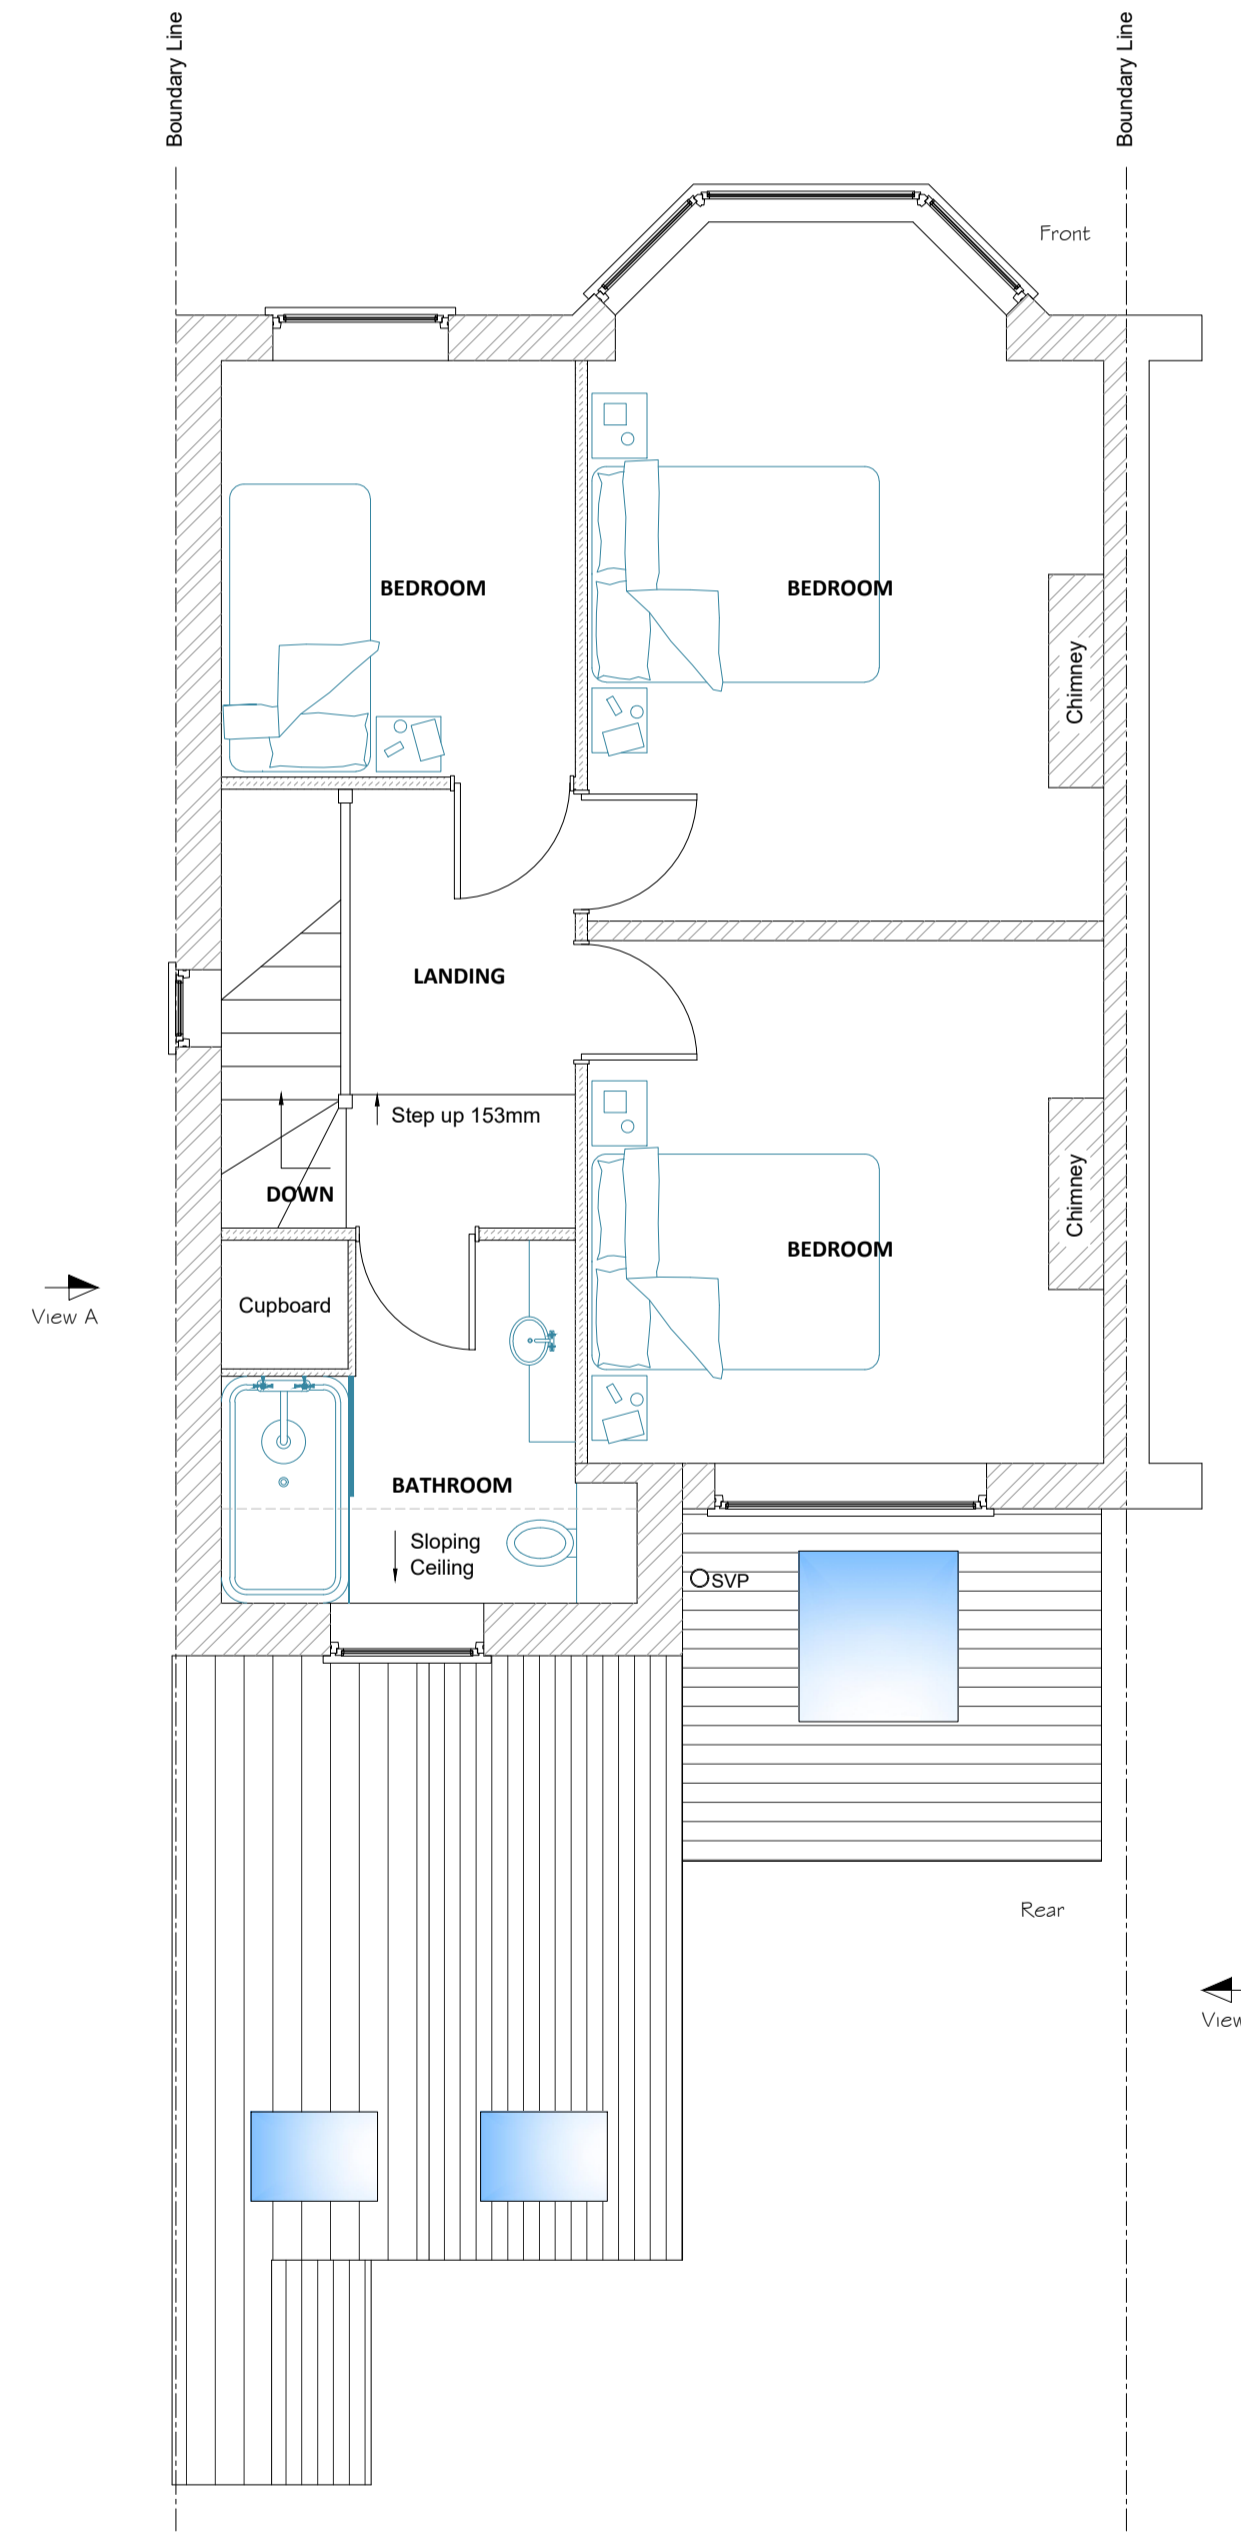 Boundary Line
Boundary Line
Front
BEDROOM
BEDROOM
Chimney
LANDING
Step up 153mm
DOWN
Chimney
BEDROOM
View A
Cupboard
BATHROOM
Sloping
Ceiling
SVP
Rear
View